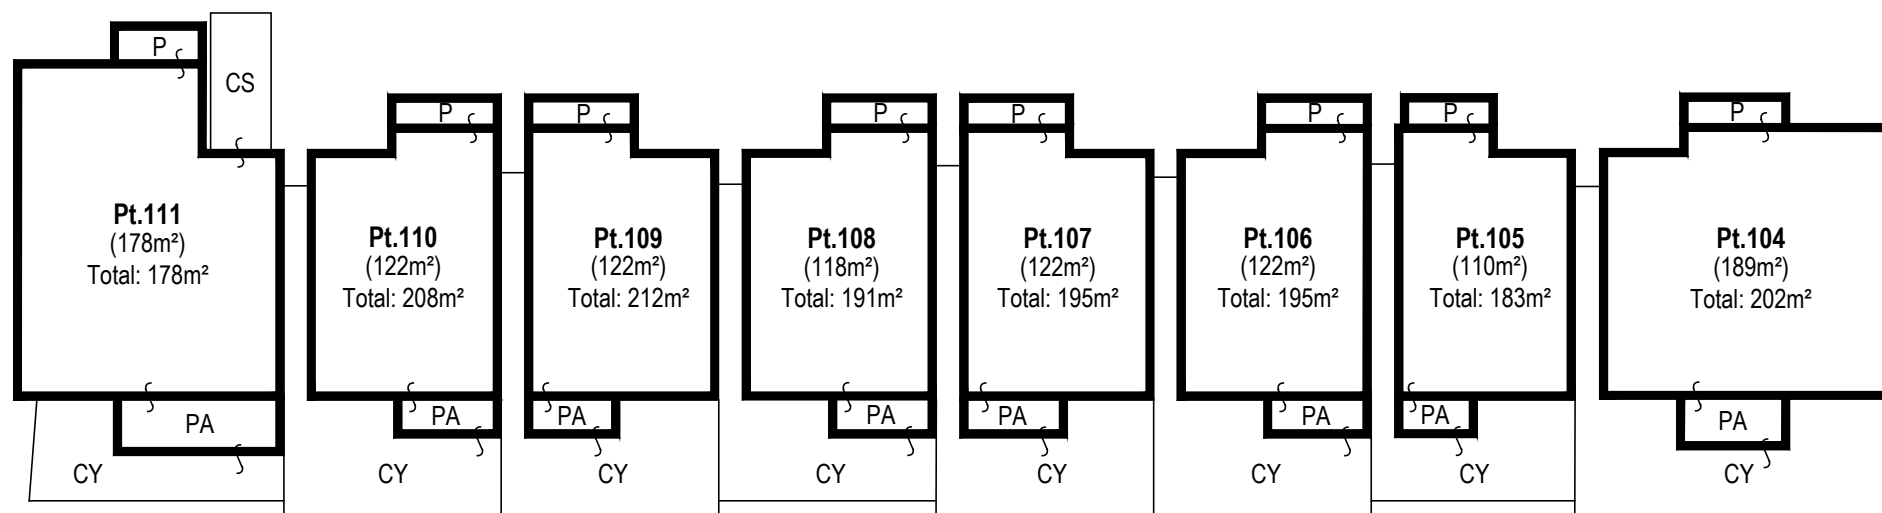 P
CS
P
P
P
P
P
P
P
Pt.111
(178m²)
Total: 178m²
Pt.110
(122m²)
Total: 208m²
Pt.109
(122m²)
Total: 212m²
Pt.108
(118m²)
Total: 191m²
Pt.107
(122m²)
Total: 195m²
Pt.106
(122m²)
Total: 195m²
Pt.105
(110m²)
Total: 183m²
Pt.104
(189m²)
Total: 202m²
PA
PA
PA
PA
PA
PA
PA
PA
CY
CY
CY
CY
CY
CY
CY
CY